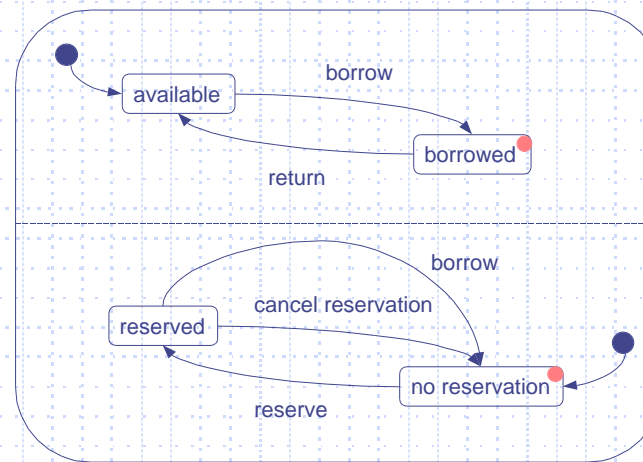 borrow
available
borrowed
return
borrow
cancel reservation
reserved
no reservation
reserve